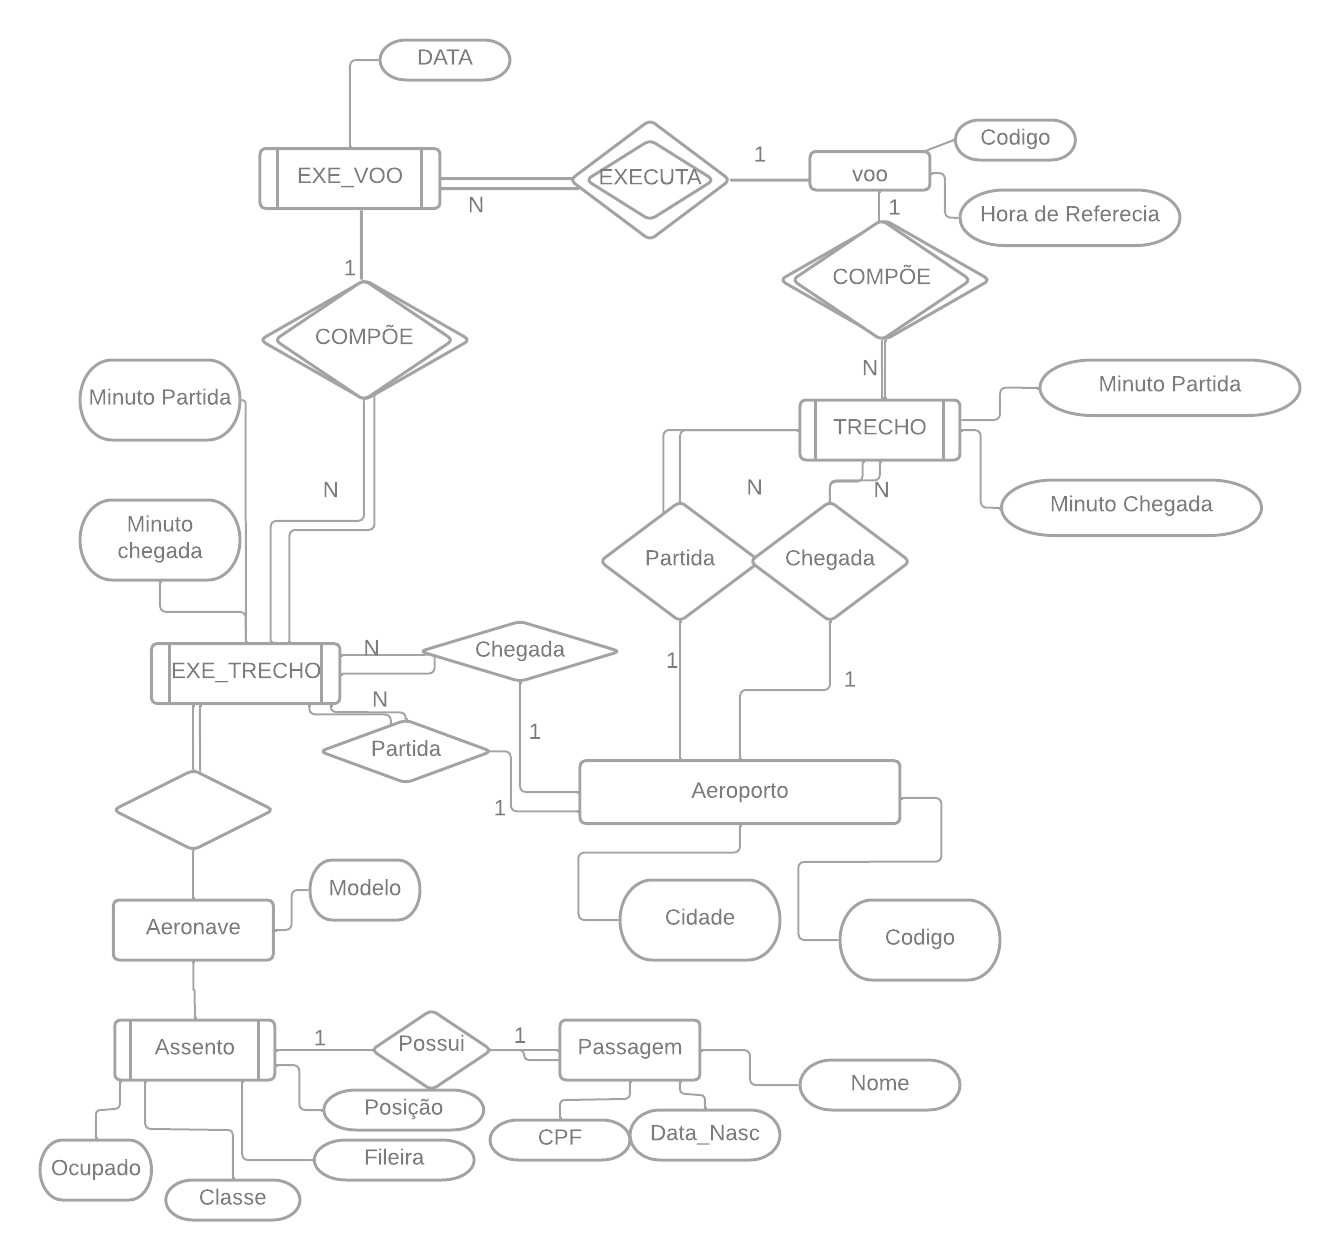 DATA
EXE_VOO
N
EXECUTA
1
voo
Codigo
Hora de Referecia
1
COMPÕE
1
COMPÕE
N
TRECHO
Minuto Partida
Minuto Chegada
Minuto Partida
N
N
N
Minuto
chegada
Partida
Chegada
EXE_TRECHO
N
Chegada
N
Partida
1
1
1
1
Aeroporto
Cidade
Codigo
Aeronave
Modelo
Assento
1
Possui
1
Passagem
Nome
Posição
CPF
Data_Nasc
Ocupado
Fileira
Classe